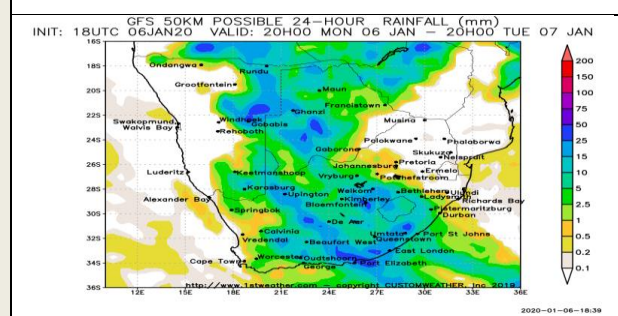 GFS 50KM POSSIBLE 24-HOUR RAINFALL (mm)
INIT: 18UTC 06JAN20 VALID: 20H00 MON 06 JAN - 20H00 TUE 07 JAN
16S
Ondangwa
Rundu
18S
Grootfontein
Maun
20S
Francistown
Ghanzi
22S
Swakopmund
Windhoek
Gobabis
Musina
Walvis Bay
Rehoboth
24S
Polokwane
Phalaborwa
Gaborone
Skukuza
Nelspruit
26S
Johannesburg
Pretoria
Luderitz
Keetmanshoop
Vryburg
Potchefstroom
Ermelo
Karasburg
Upington
Welkom
Bethlehem
Ulundi
28S
Alexander Bay
Kimberley
Ladysmith
Richards Bay
Bloemfontein
Pietermaritzburg
30S
Springbok
De Aar
Durban
Calvinia
Umtata
Port St Johns
32S
Vredendal
Beaufort West
Queenstown
East London
Cape Town
Worcester
Oudtshoorn
Port Elizabeth
34S
George
http://www.1stweather.com - copyright CUSTOMWEATHER, Inc 2019
36S
12E 15E 18E 21E 24E 27E 30E 33E 36E
200
150
100
75
50
25
15
10
5
2.5
1
0.5
0.2
0.1
2020-01-06-18:39